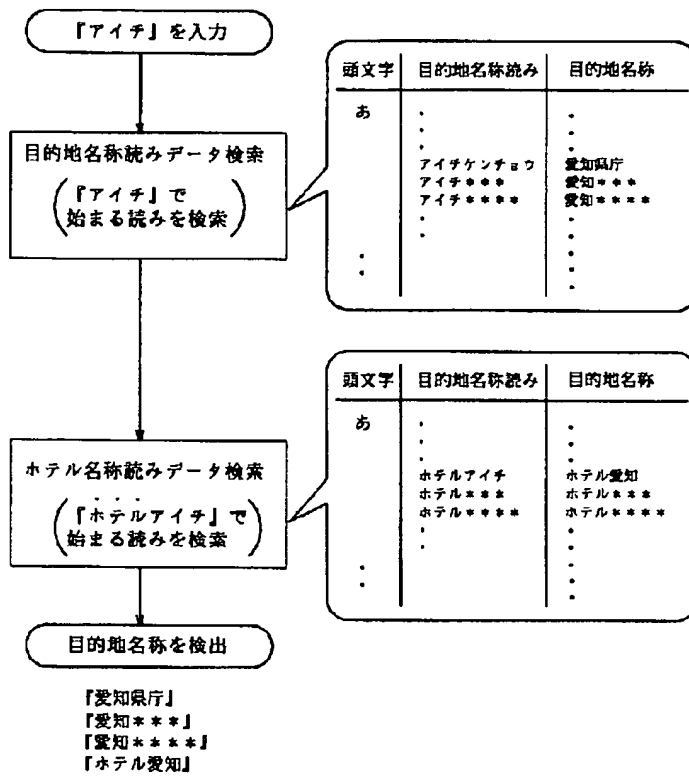 『アイチ』を入力
目的地名称読みデータ検索
『アイチ』で
始まる読みを検索
頭文字 目的地名称読み 目的地名称
あ
アイチケンチョウ 愛知県庁
アイチ＊＊＊ 愛知＊＊＊
アイチ＊＊＊＊ 愛知＊＊＊＊
ホテル名称読みデータ検索
『ホテルアイチ』で
始まる読みを検索
頭文字 目的地名称読み 目的地名称
あ
ホテルアイチ ホテル愛知
ホテル＊＊＊ ホテル＊＊＊
ホテル＊＊＊＊ ホテル＊＊＊＊
目的地名称を検出
『愛知県庁』
『愛知＊＊＊』
『愛知＊＊＊＊』
『ホテル愛知』